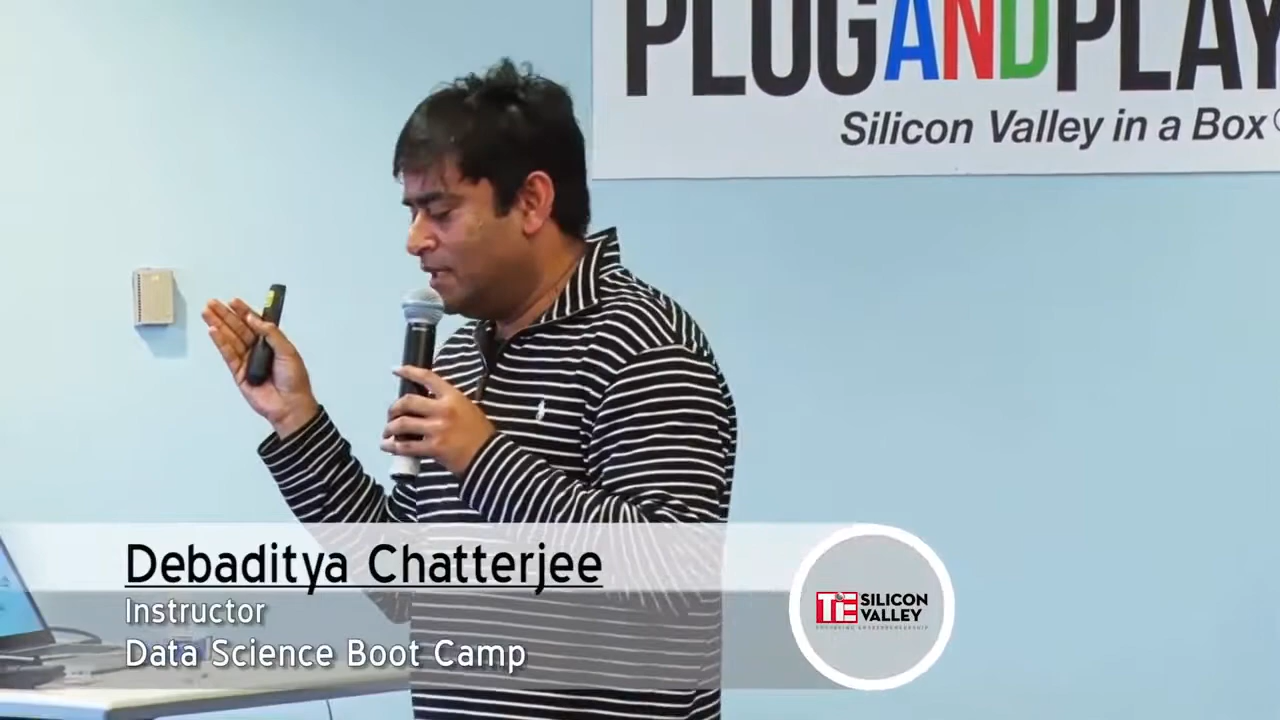 PLUGANDPLAY
Silicon Valley in a Box
Debaditya Chatterjee
Instructor
Data Science Boot Camp
TiE SILICON
VALLEY